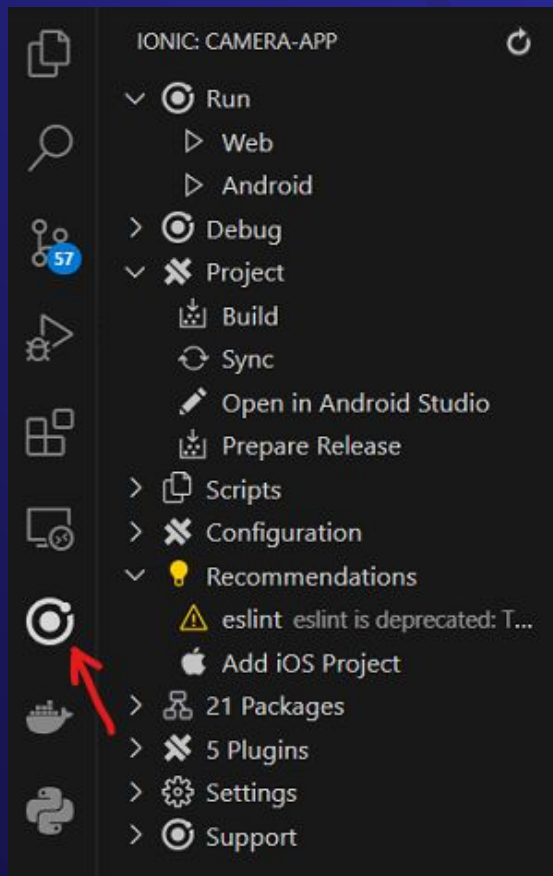 IONIC: CAMERA-APP
Run
Web
Android
Debug
57
Project
Build
Sync
Open in Android Studio
Prepare Release
Scripts
Configuration
Recommendations
eslint eslint is deprecated: T...
Add iOS Project
21 Packages
5 Plugins
Settings
Support